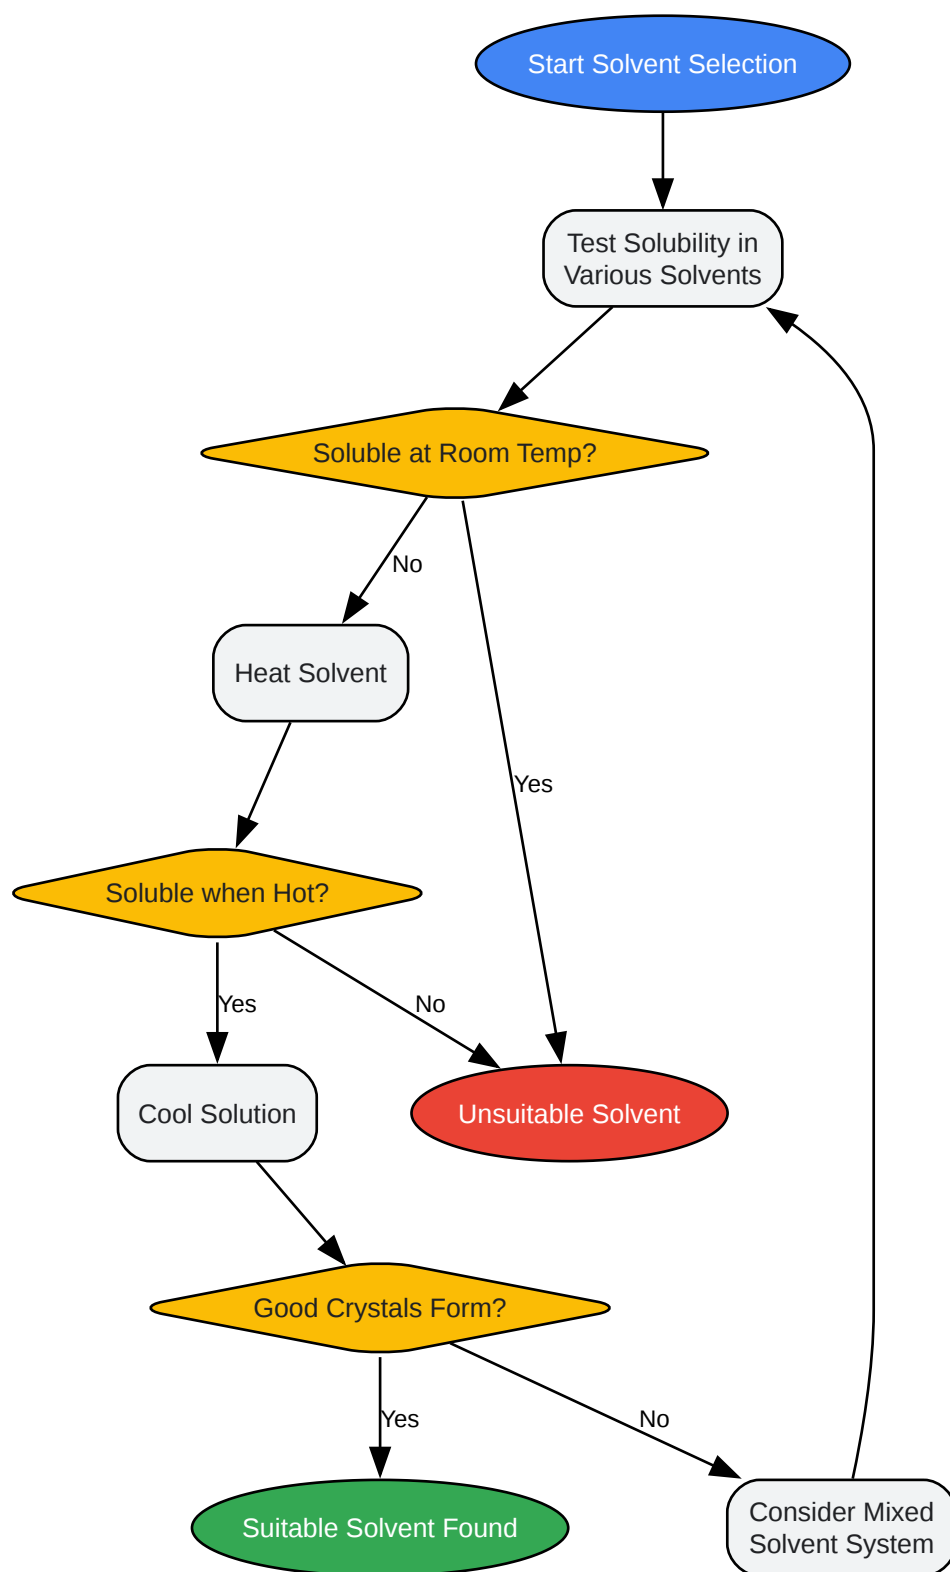 Start Solvent Selection
Test Solubility in
Various Solvents
Soluble at Room Temp?
No
Heat Solvent
Yes
Soluble when Hot?
Yes
No
Cool Solution
Unsuitable Solvent
Good Crystals Form?
Yes
No
Suitable Solvent Found
Consider Mixed
Solvent System